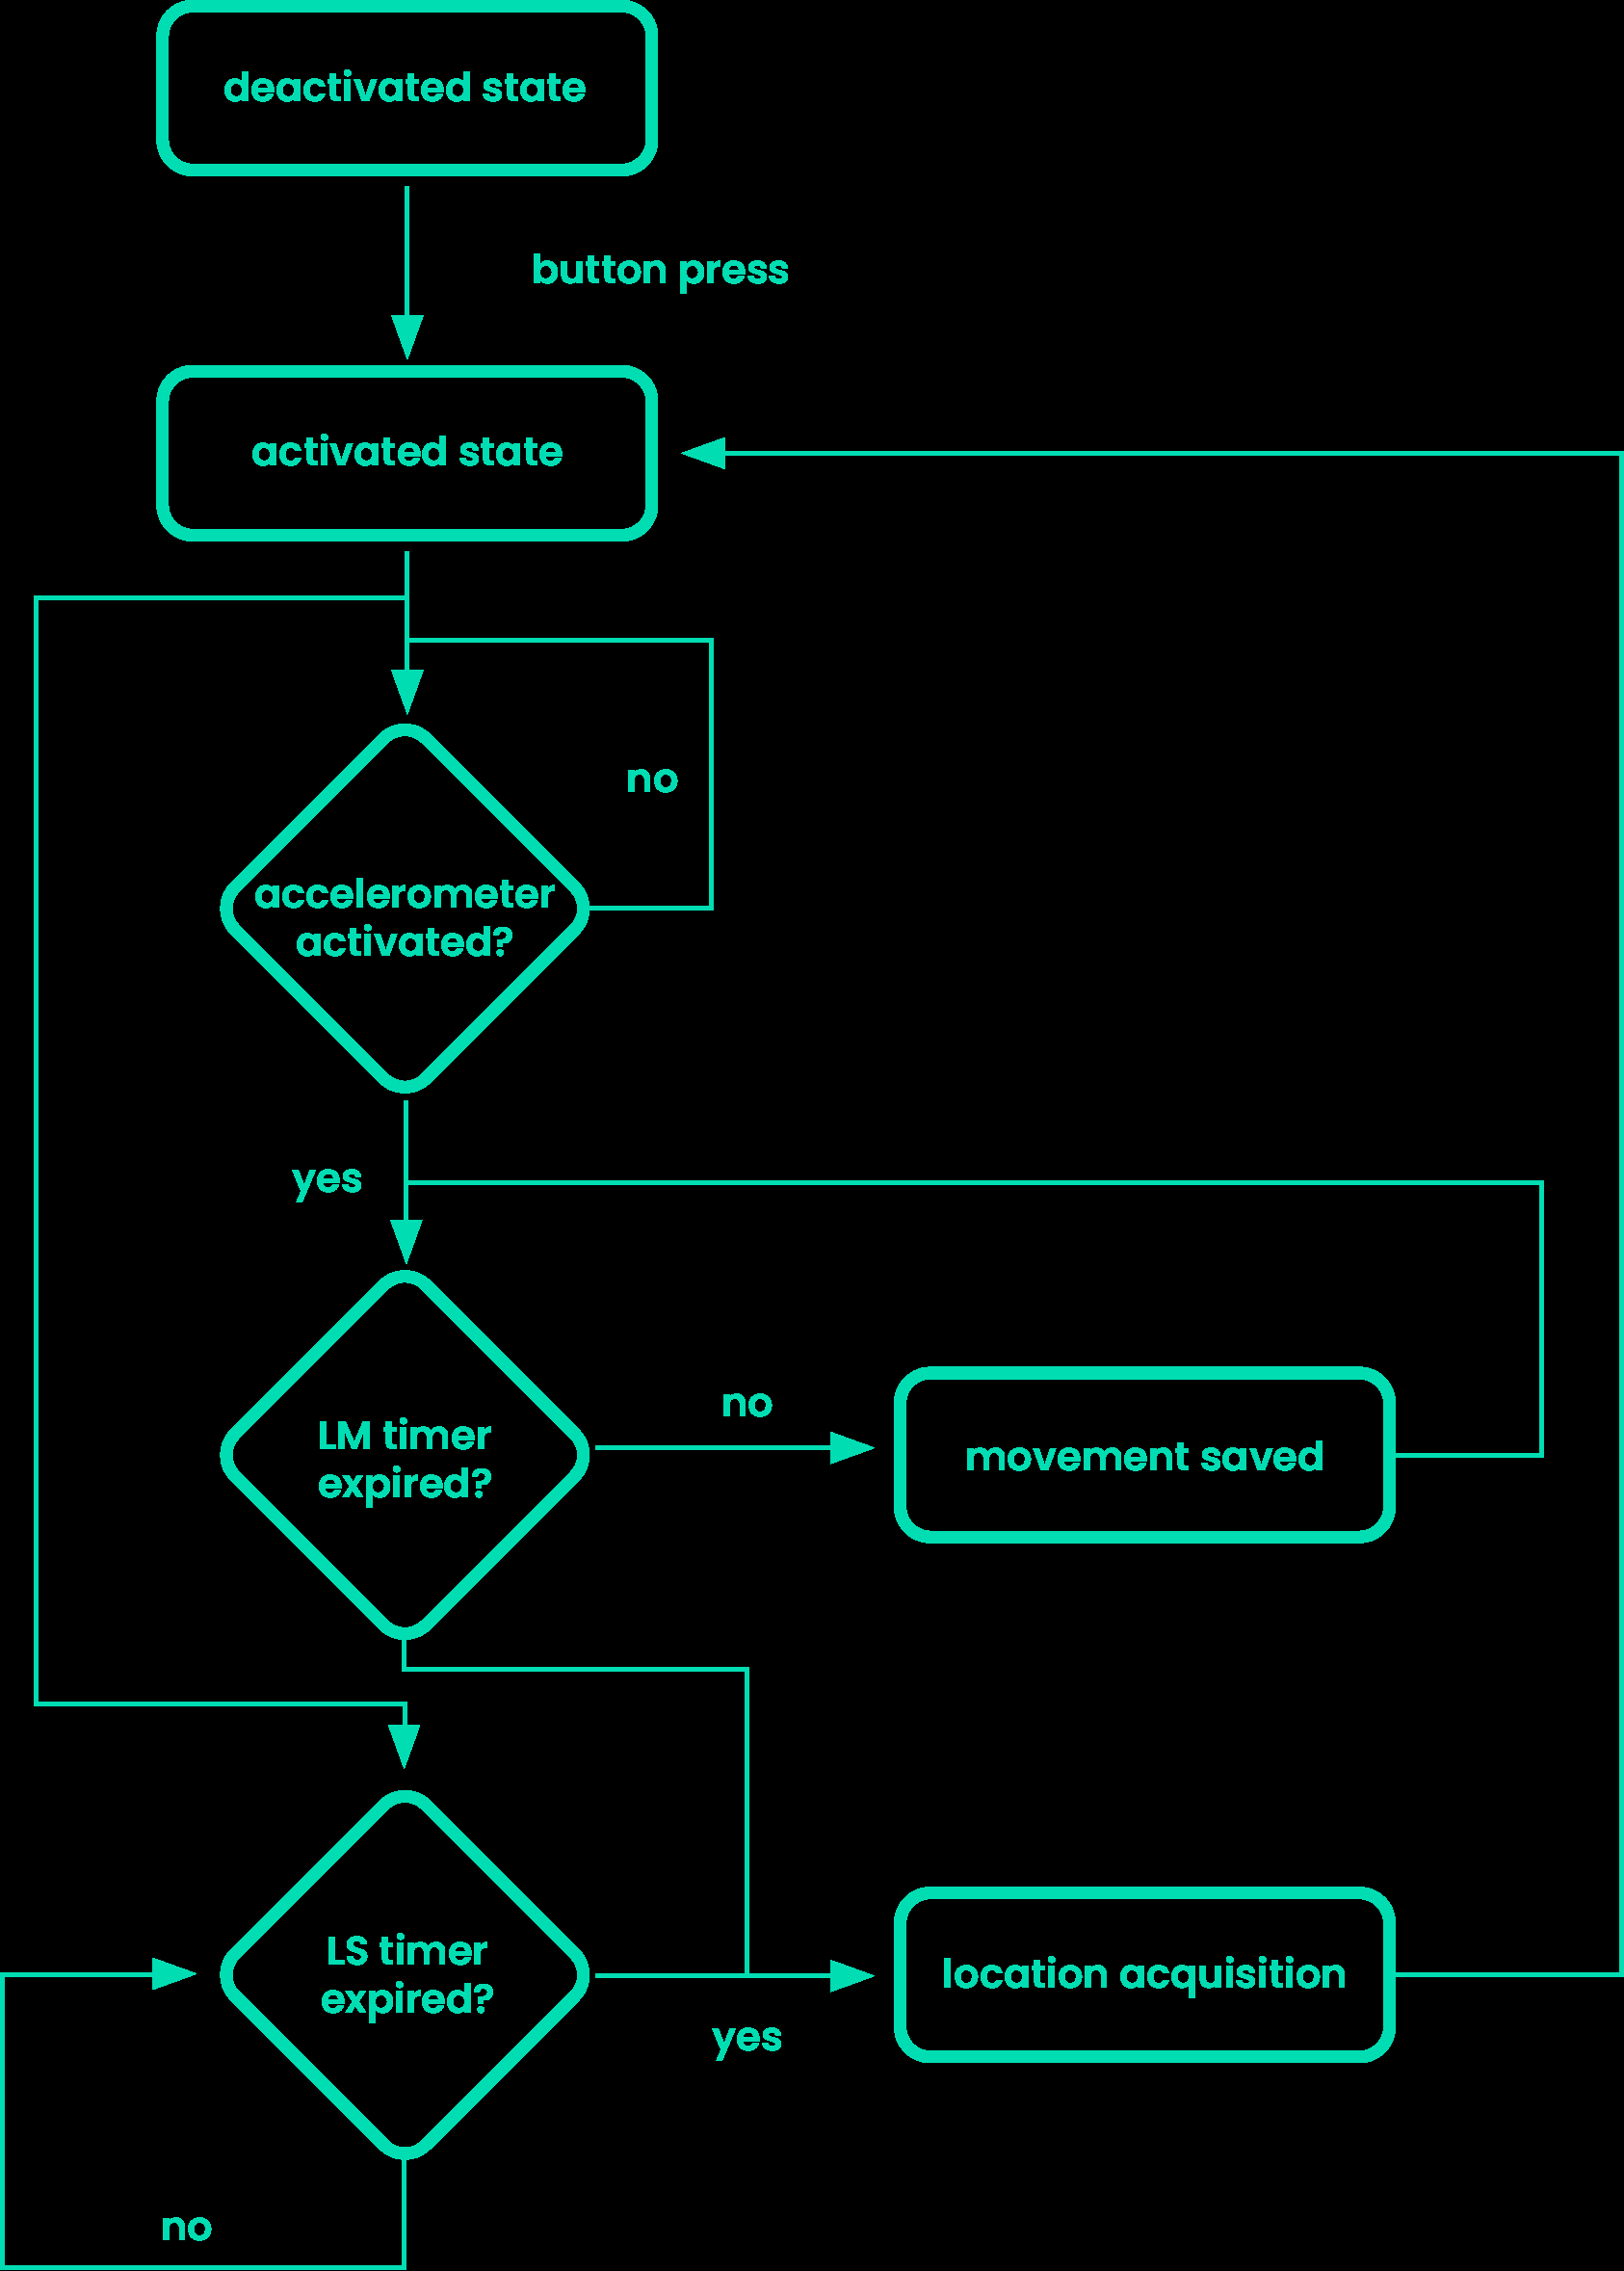 deactivated state
button press
activated state
no
accelerometer
activated?
yes
no
LM timer
expired?
movement saved
LS timer
expired?
location acquisition
yes
no